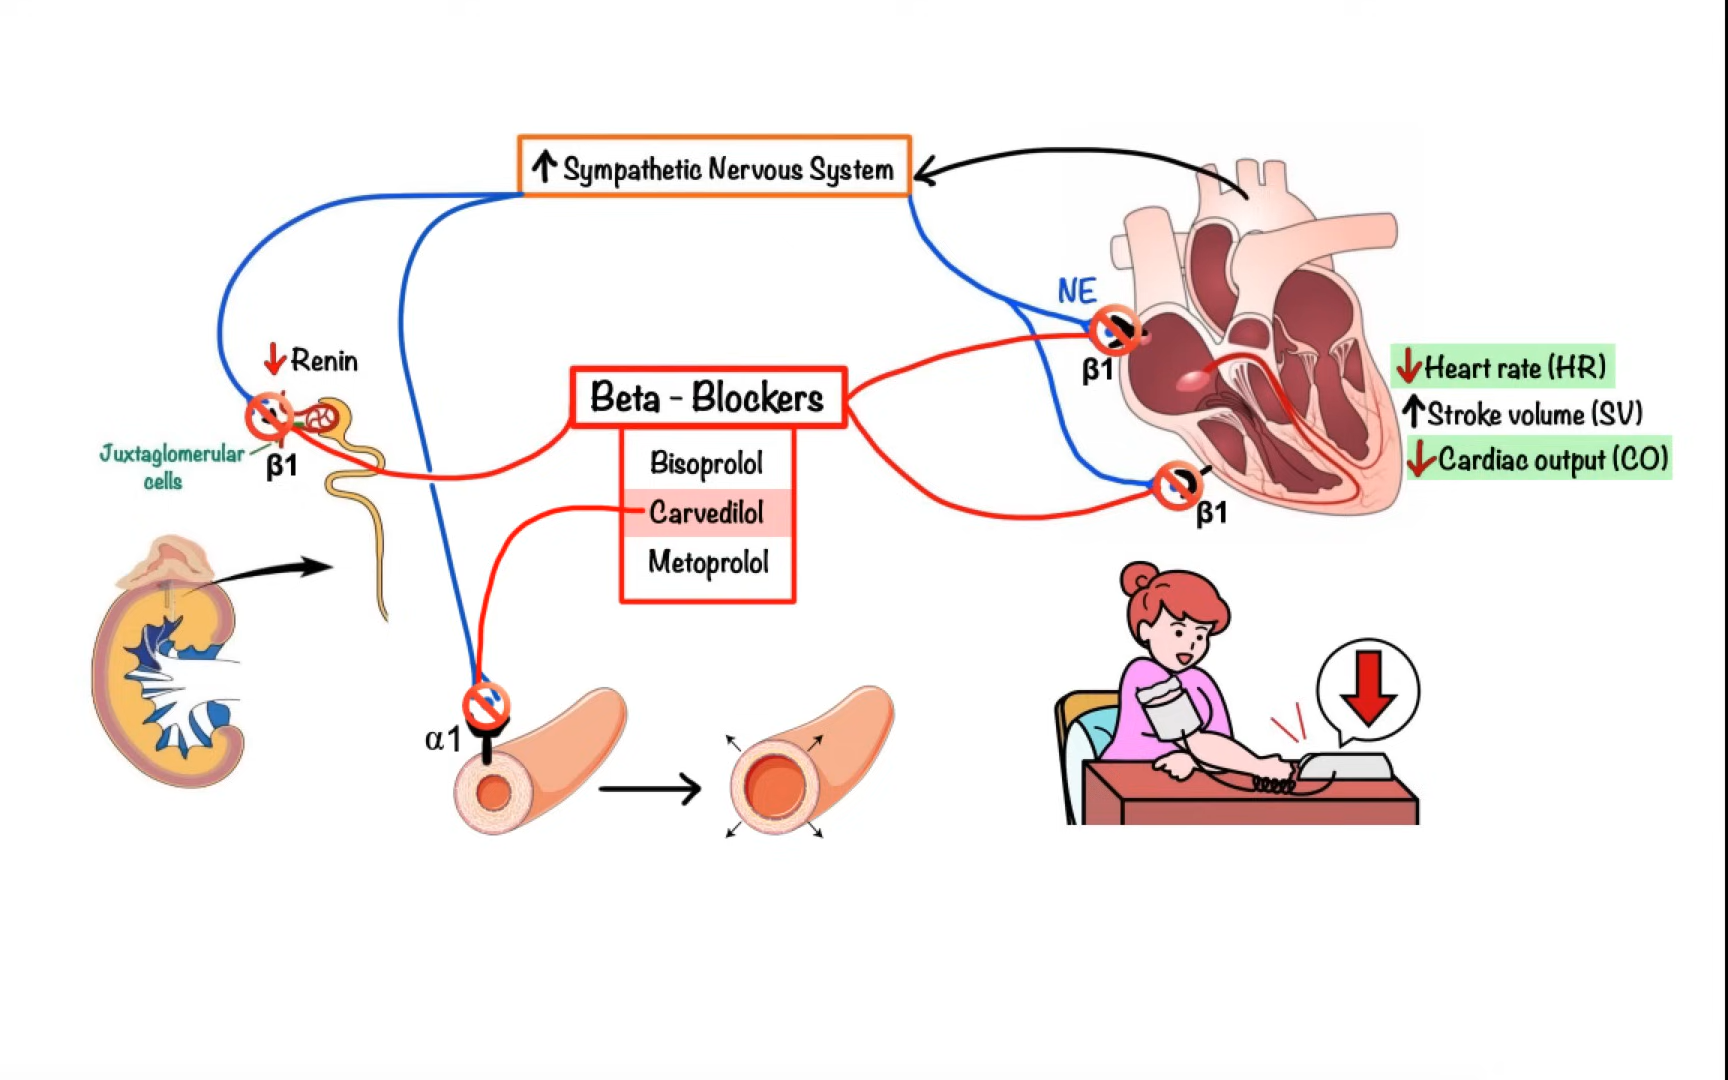 ↑ Sympathetic Nervous System
NE
β1
↓ Renin
Juxtaglomerular
cells
β1
Beta - Blockers
Bisoprolol
Carvedilol
Metoprolol
↓ Heart rate (HR)
↑ Stroke volume (SV)
↓ Cardiac output (CO)
β1
α1